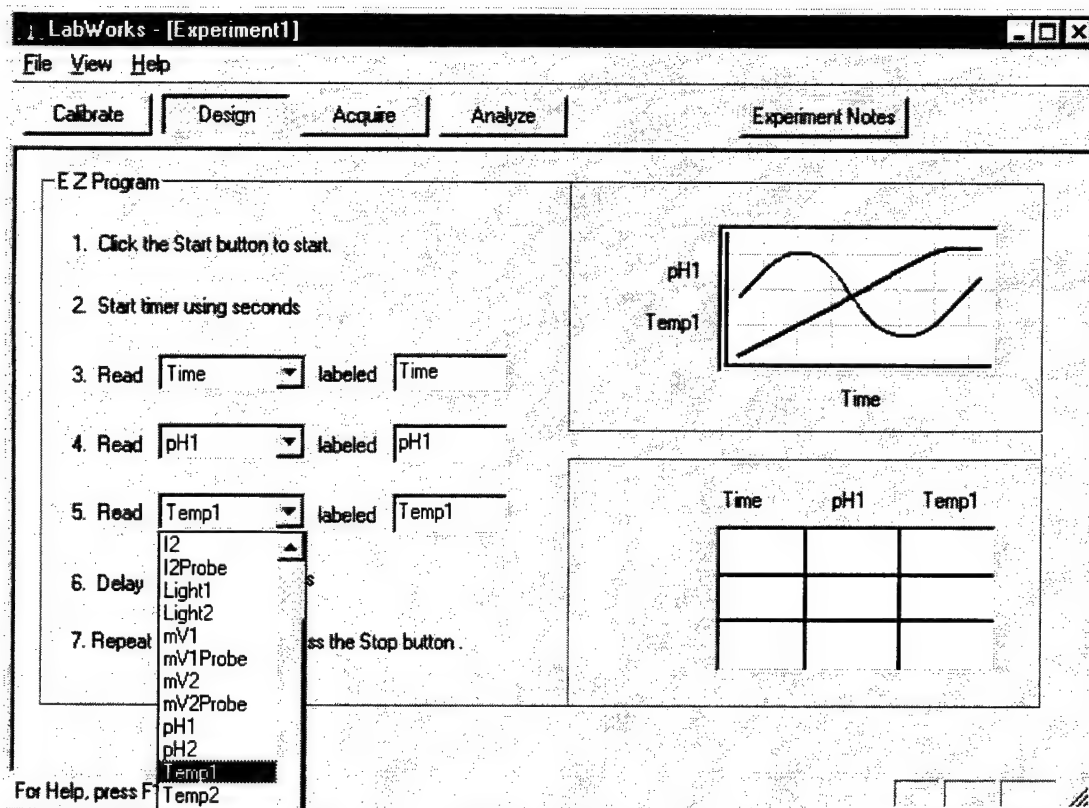 LabWorks - [Experiment1]
File View Help
Calibrate Design Acquire Analyze Experiment Notes
E Z Program
1. Click the Start button to start.
2. Start timer using seconds
3. Read Time labeled Time
4. Read pH1 labeled pH1
5. Read Temp1 labeled Temp1
I2
I2Probe
6. Delay s
Light1
Light2
mV1
7. Repeat ss the Stop button.
mV1Probe
mV2
mV2Probe
pH1
pH2
Temp1
Temp2
pH1
Temp1
Time
Time pH1 Temp1
For Help, press F